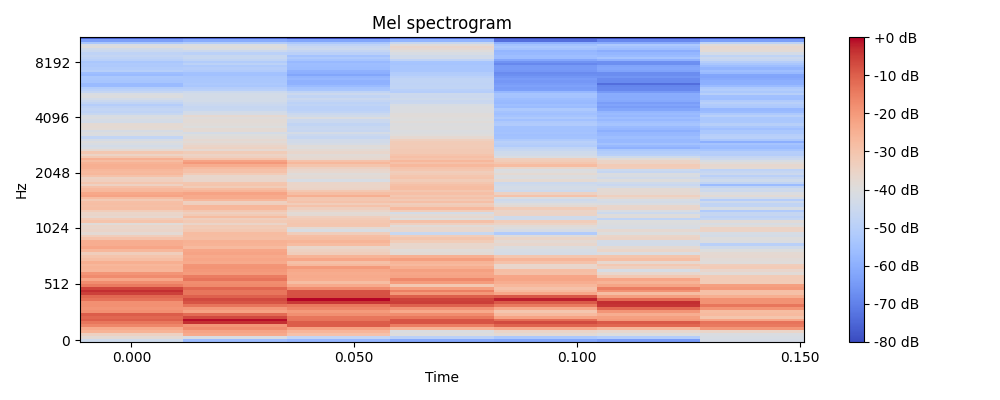 Mel spectrogram
8192
4096
2048
1024
512
0
Hz
0.000
0.050
0.100
0.150
Time
+0 dB
-10 dB
-20 dB
-30 dB
-40 dB
-50 dB
-60 dB
-70 dB
-80 dB